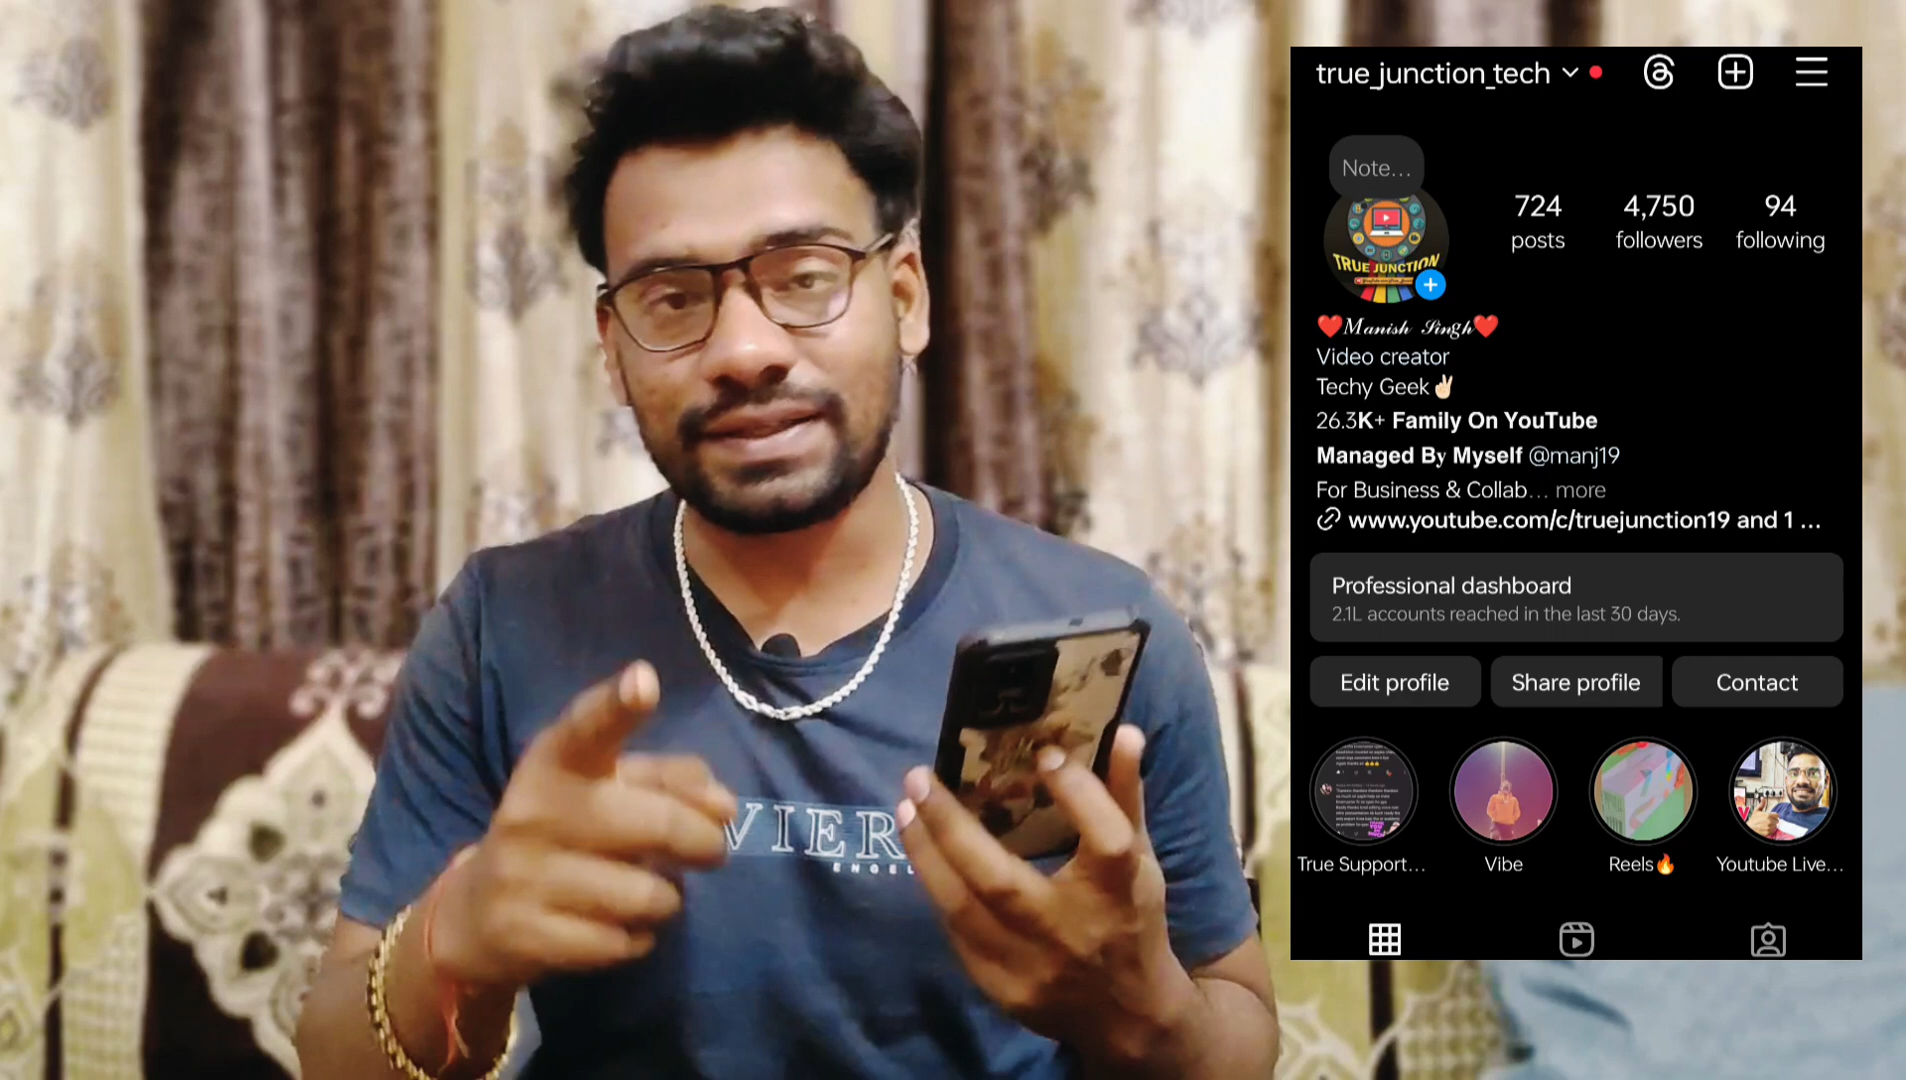 true_junction_tech
Note...
TRUE JUNCTION
724
posts
4,750
followers
94
following
❤️Manish Singh❤️
Video creator
Techy Geek✌🏻
26.3K+ Family On YouTube
Managed By Myself @manj19
For Business & Collab... more
www.youtube.com/c/truejunction19 and 1 ...
Professional dashboard
2.1L accounts reached in the last 30 days.
Edit profile
Share profile
Contact
True Support...
Vibe
Reels🔥
Youtube Live...
VIER
ENGEL